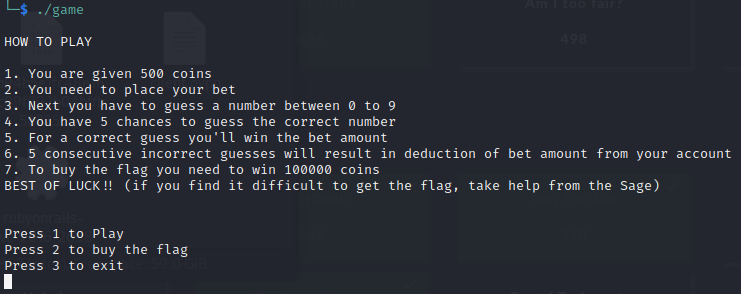 └─$ ./game
Am I too fair?
498
HOW TO PLAY
1. You are given 500 coins
2. You need to place your bet
3. Next you have to guess a number between 0 to 9
4. You have 5 chances to guess the correct number
5. For a correct guess you'll win the bet amount
6. 5 consecutive incorrect guesses will result in deduction of bet amount from your account
7. To buy the flag you need to win 100000 coins
BEST OF LUCK!! (if you find it difficult to get the flag, take help from the Sage)
Press 1 to Play
Press 2 to buy the flag
Press 3 to exit